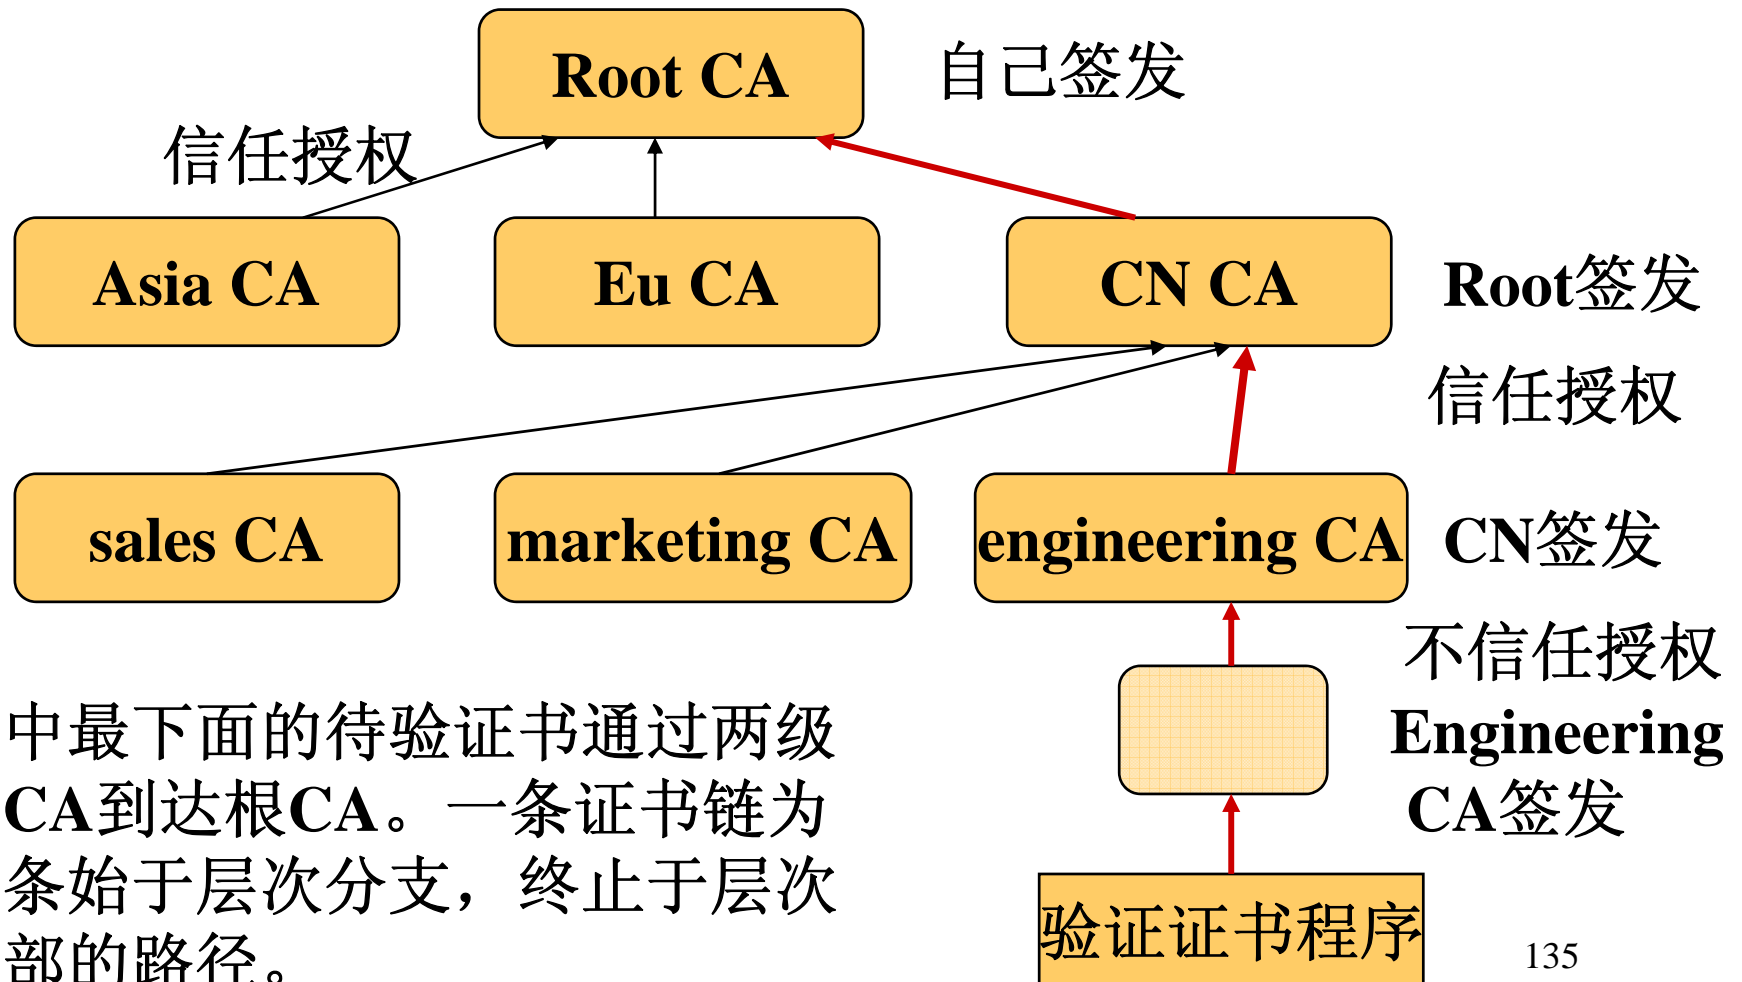 Root CA
自己签发
信任授权
Asia CA
Eu CA
CN CA
Root签发
信任授权
sales CA
marketing CA
engineering CA
CN签发
不信任授权
Engineering
CA签发
中最下面的待验证书通过两级
CA到达根CA。一条证书链为
条始于层次分支，终止于层次
部的路径。
验证证书程序
135